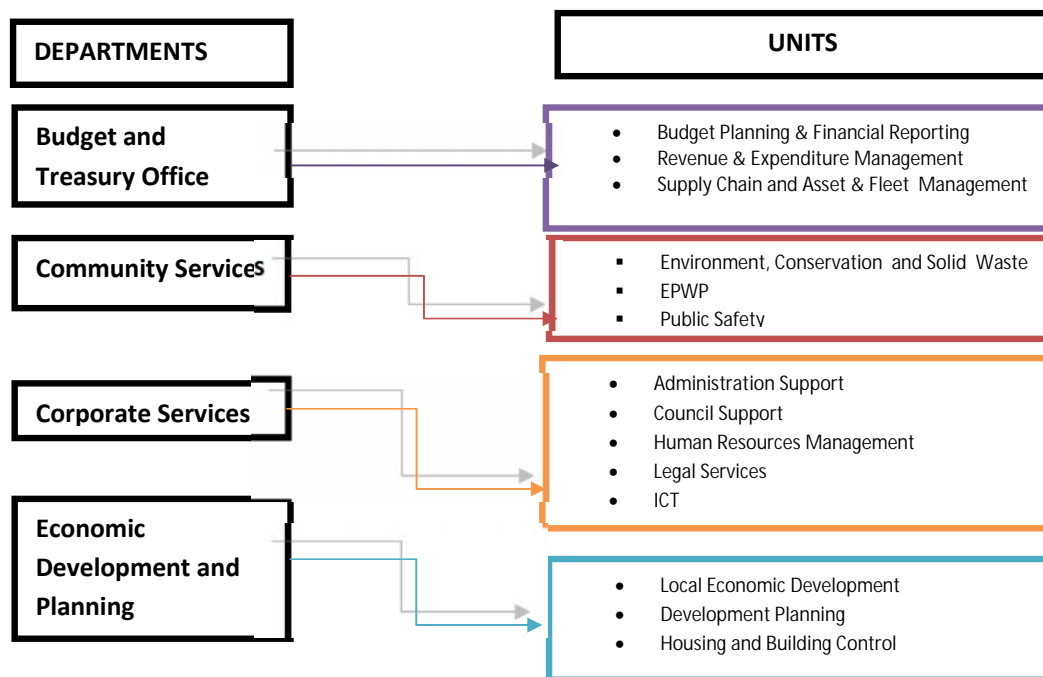 DEPARTMENTS
UNITS
Budget and
Treasury Office
• Budget Planning & Financial Reporting
• Revenue & Expenditure Management
• Supply Chain and Asset & Fleet Management
Community Services
▪ Environment, Conservation and Solid Waste
▪ EPWP
▪ Public Safety
Corporate Services
• Administration Support
• Council Support
• Human Resources Management
• Legal Services
• ICT
Economic
Development and
Planning
• Local Economic Development
• Development Planning
• Housing and Building Control